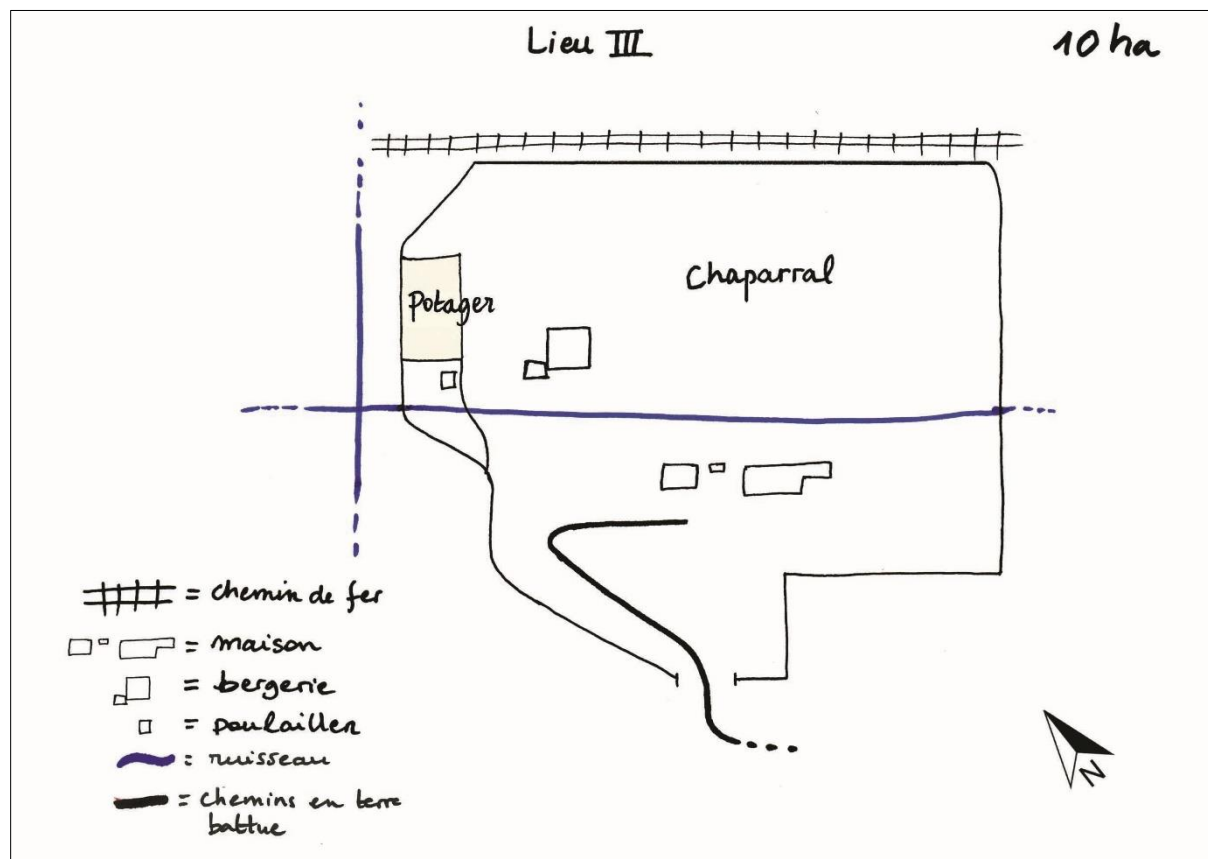 Lieu III
10 ha
Chaparral
Potager
= chemin de fer
= maison
= bergerie
= poulailler
= ruisseau
= chemins en terre
battue
N